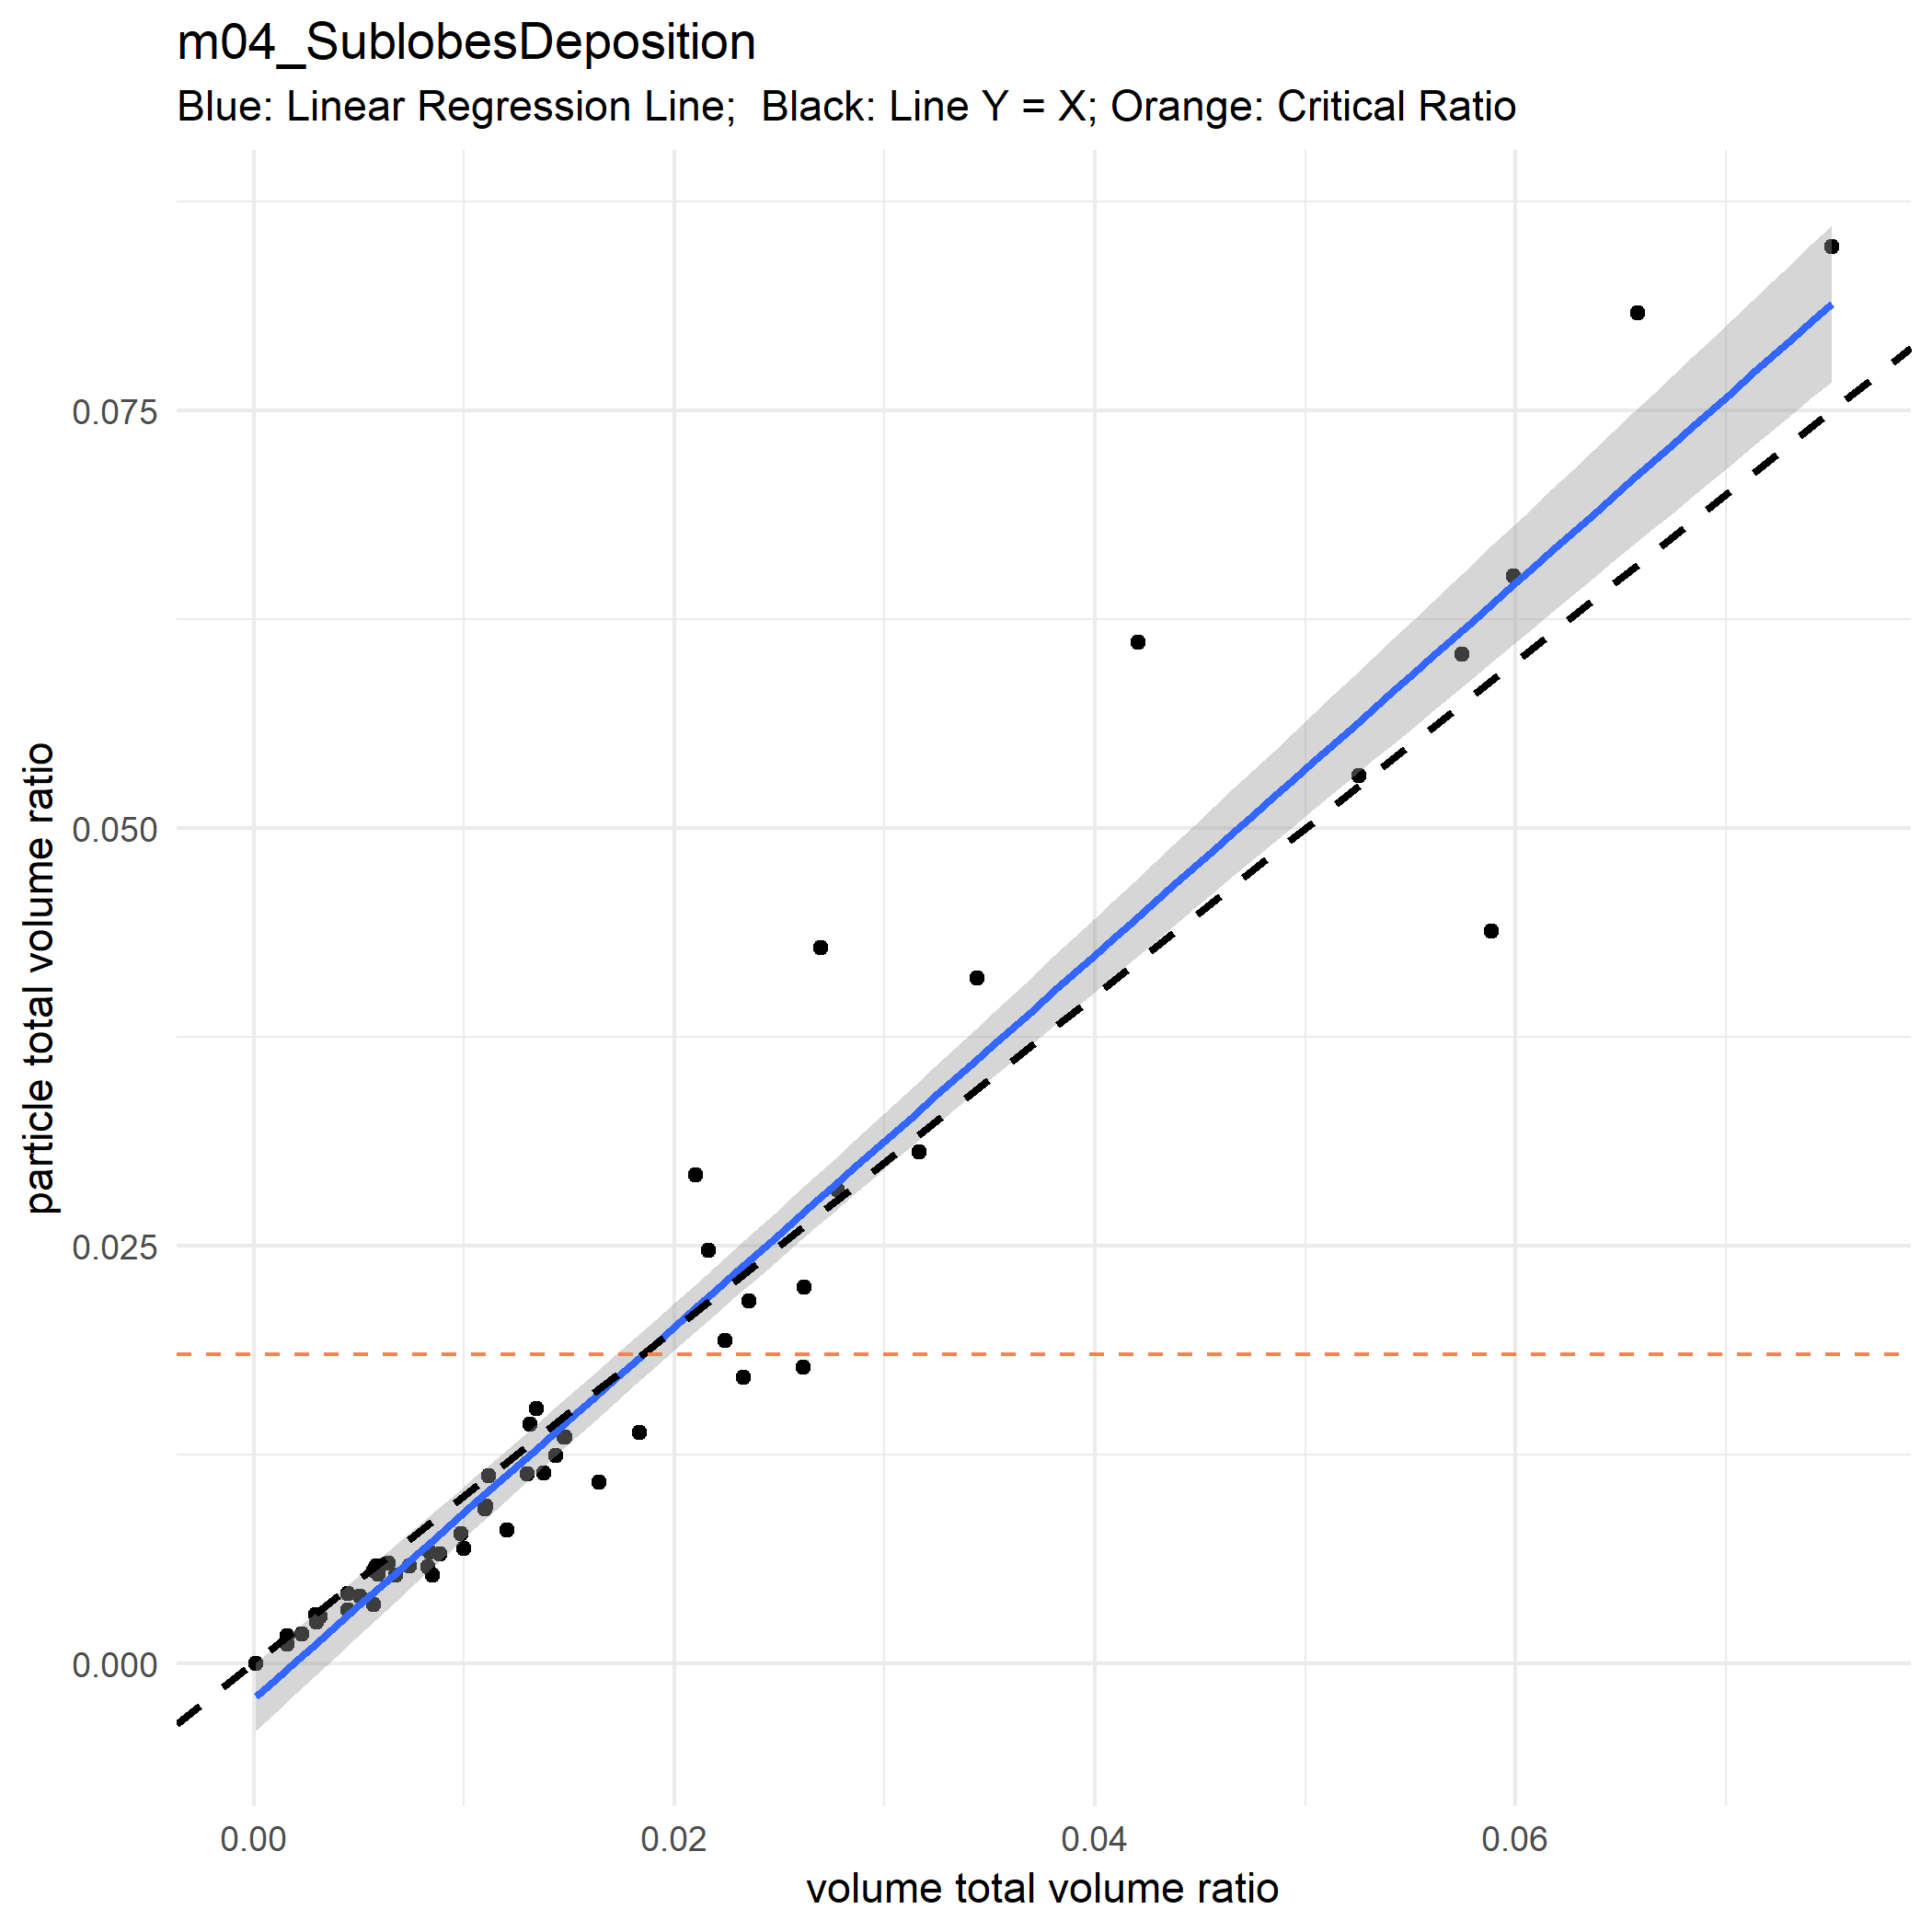 m04_SublobesDeposition
Blue: Linear Regression Line;  Black: Line Y = X; Orange: Critical Ratio
particle total volume ratio
0.075
0.050
0.025
0.000
0.00 0.02 0.04 0.06
volume total volume ratio